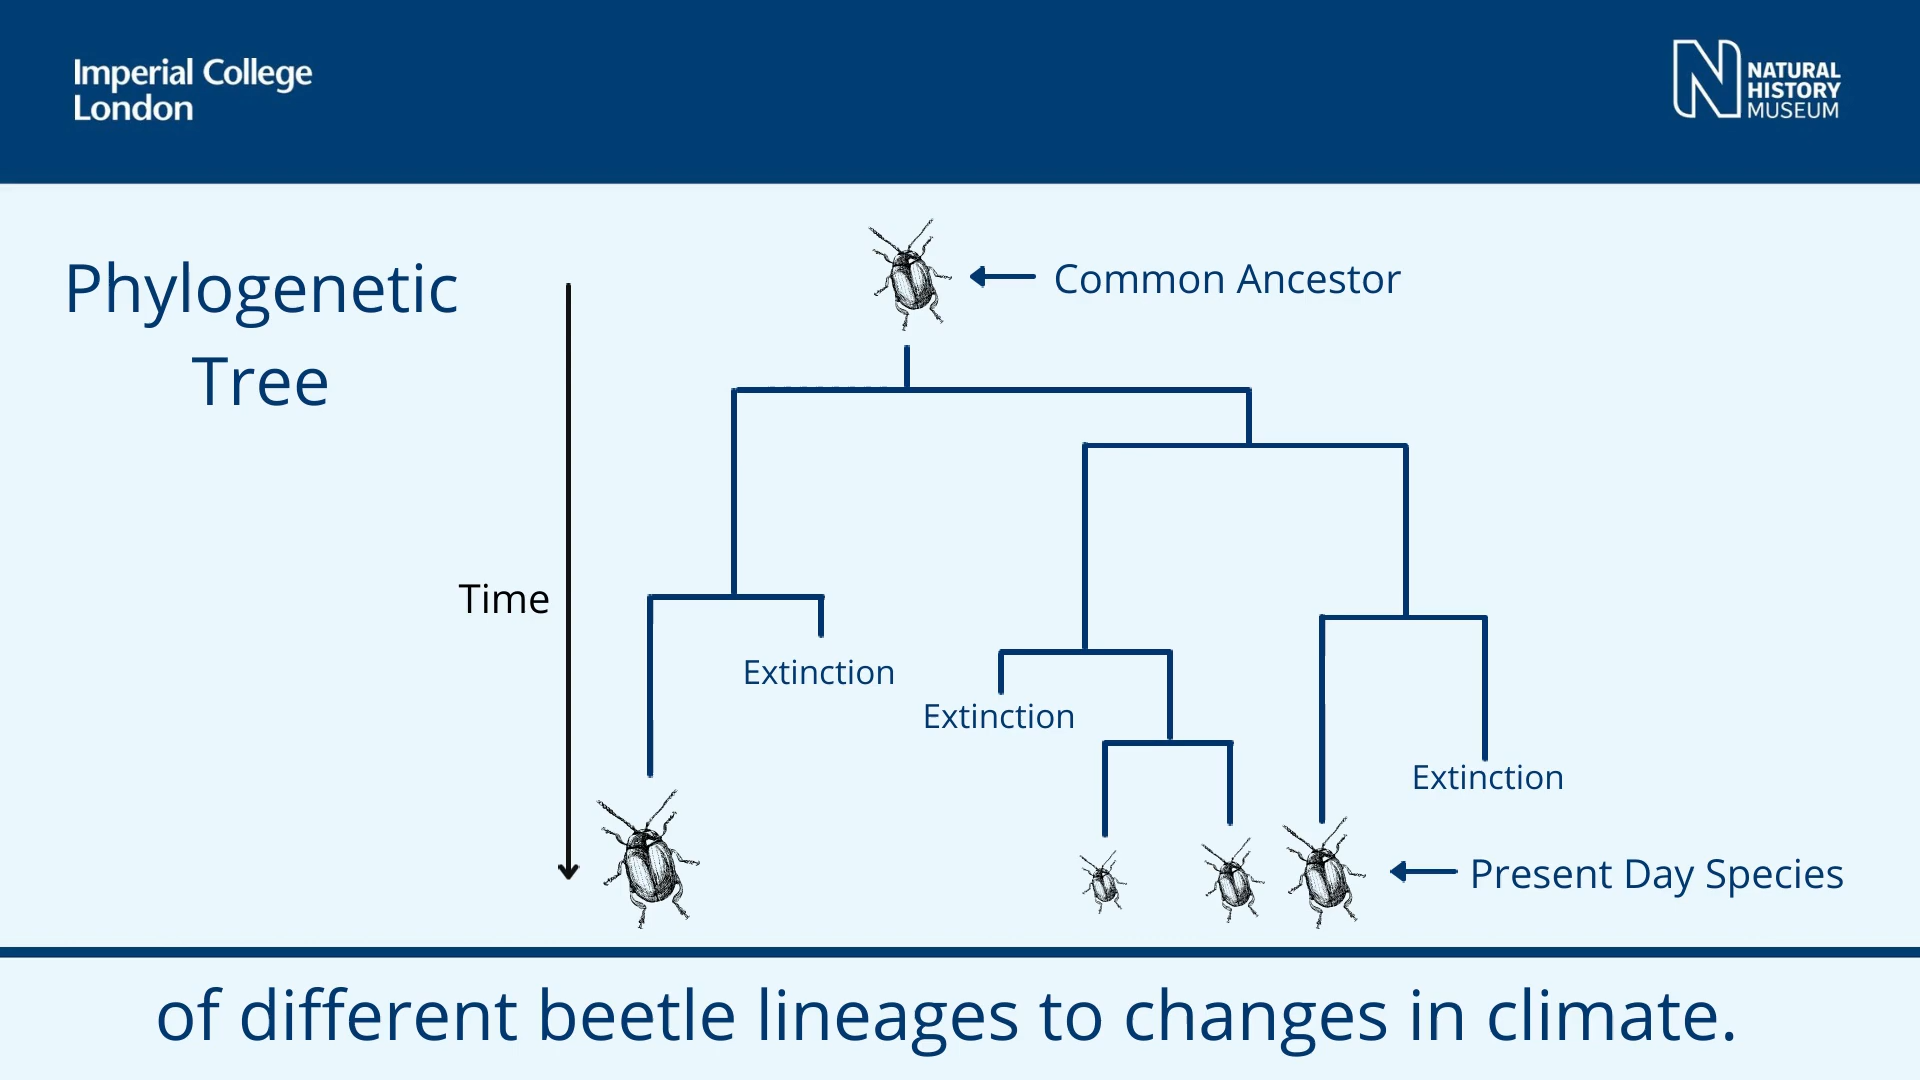 Imperial College
London
NATURAL
HISTORY
MUSEUM
Phylogenetic
Tree
Common Ancestor
Time
Extinction
Extinction
Extinction
Present Day Species
of different beetle lineages to changes in climate.